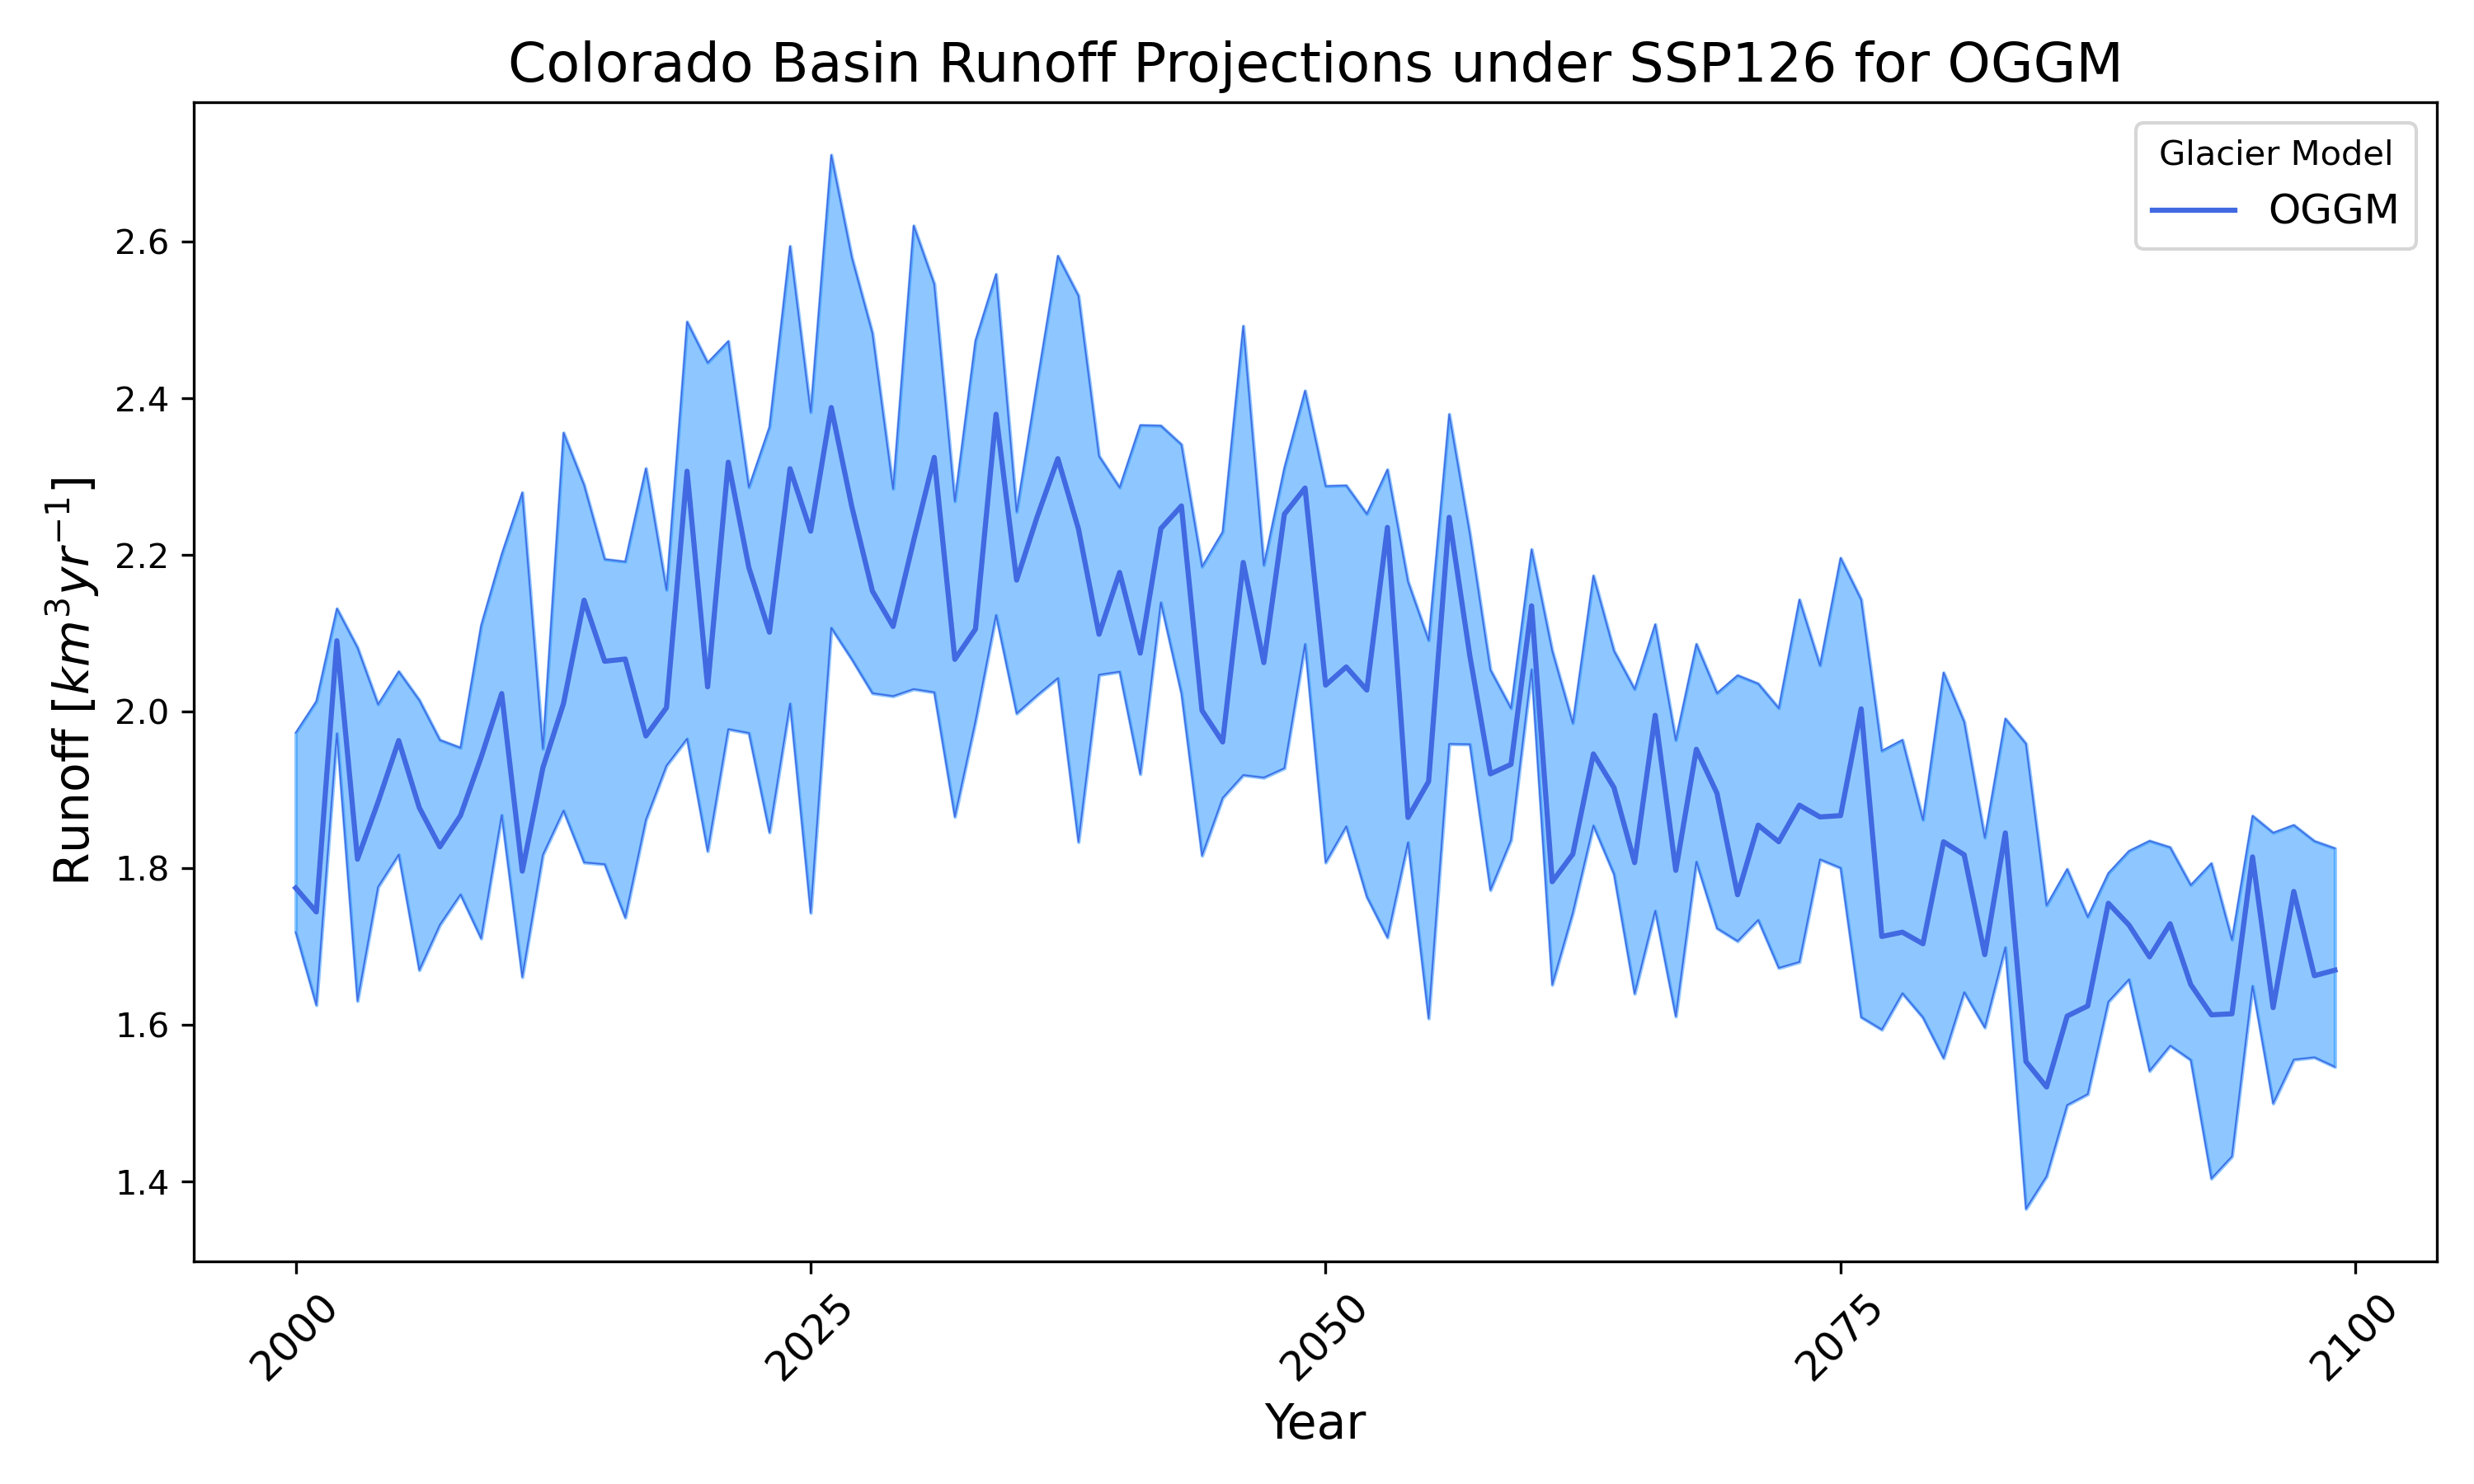 Colorado Basin Runoff Projections under SSP126 for OGGM
Glacier Model
OGGM
Runoff [km³yr⁻¹]
2.6
2.4
2.2
2.0
1.8
1.6
1.4
2000
2025
2050
2075
2100
Year